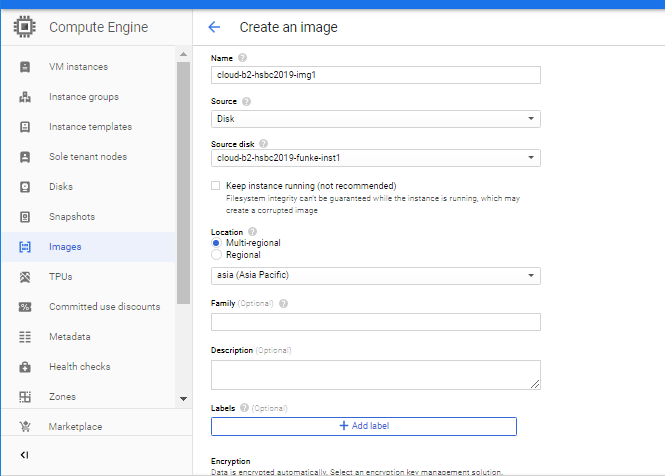 Compute Engine
Create an image
VM instances
Instance groups
Instance templates
Sole tenant nodes
Disks
Snapshots
Images
TPUs
Committed use discounts
Metadata
Health checks
Zones
Marketplace
Name
cloud-b2-hsbc2019-img1
Source
Disk
Source disk
cloud-b2-hsbc2019-funke-inst1
Keep instance running (not recommended)
Filesystem integrity can't be guaranteed while the instance is running, which may
create a corrupted image
Location
Multi-regional
Regional
asia (Asia Pacific)
Family (Optional)
Description (Optional)
Labels (Optional)
+ Add label
Encryption
Data is encrypted automatically. Select an encryption key management solution.